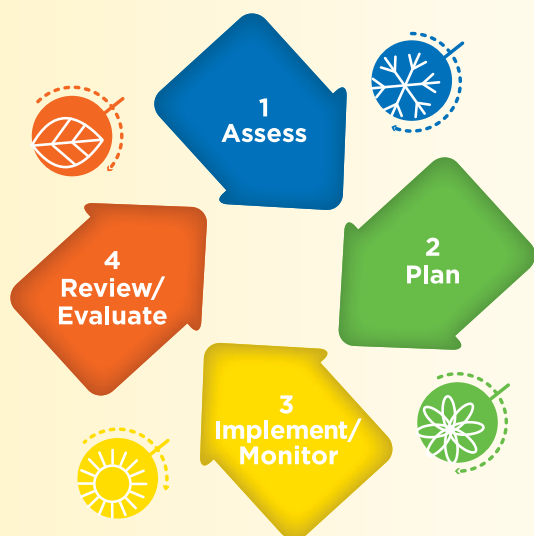 1
Assess
2
Plan
3
Implement/
Monitor
4
Review/
Evaluate